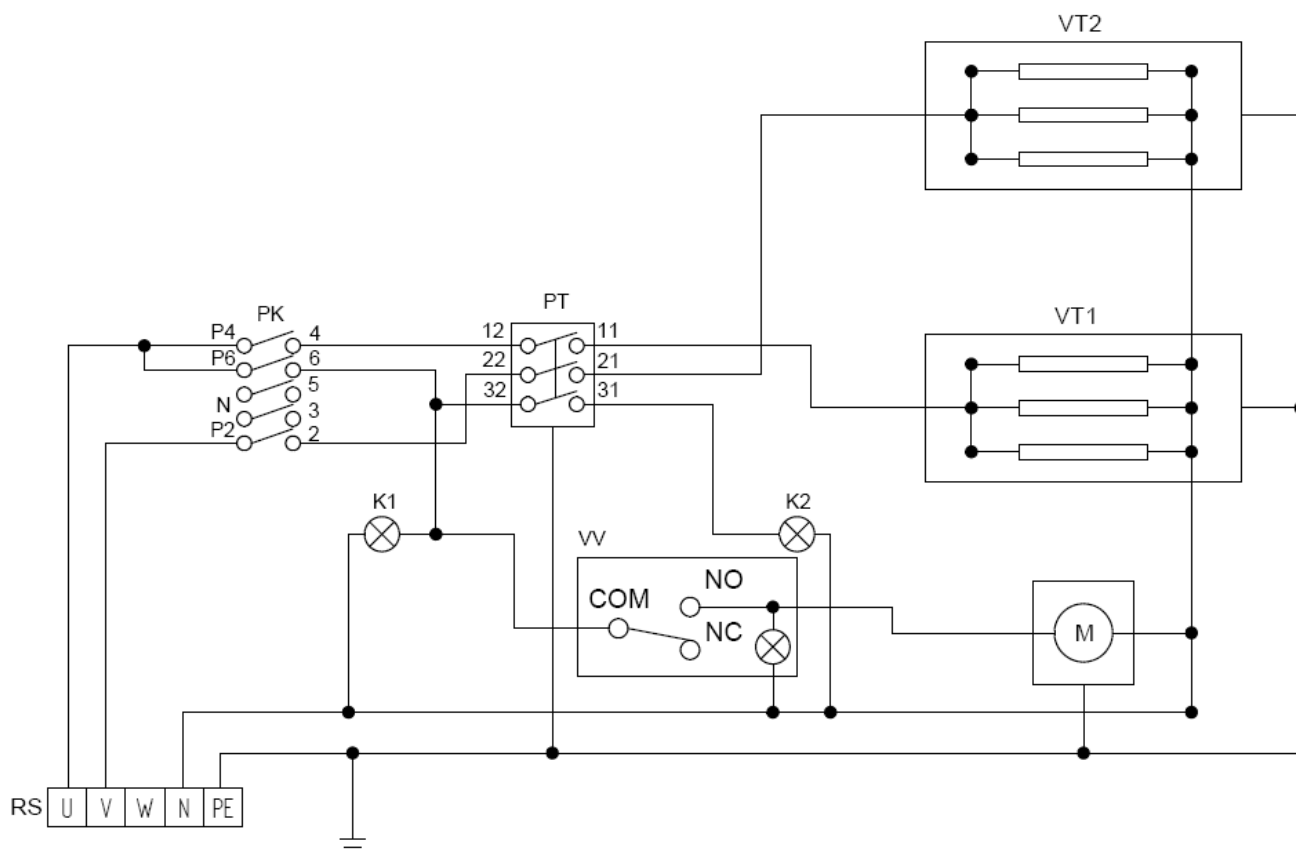 VT2
PT
VT1
PK
P4 4
12 11
P6 6
22 21
5
N
32 31
3
P2 2
K1
K2
VV
NO
COM
NC
M
RS U V W N PE